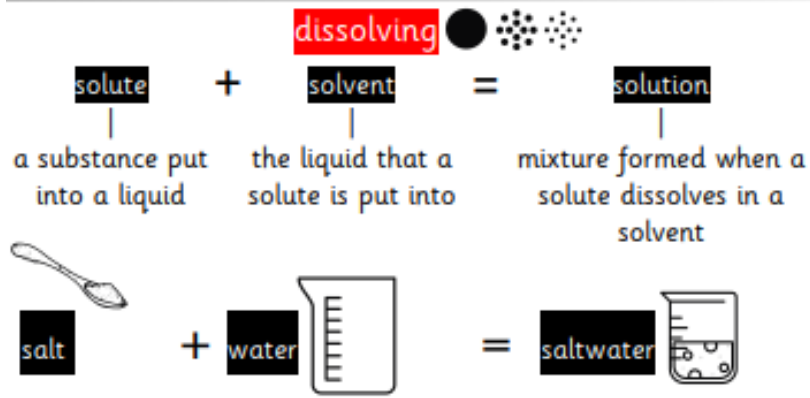 dissolving
solute + solvent = solution
a substance put into a liquid
the liquid that a solute is put into
mixture formed when a solute dissolves in a solvent
salt + water = saltwater